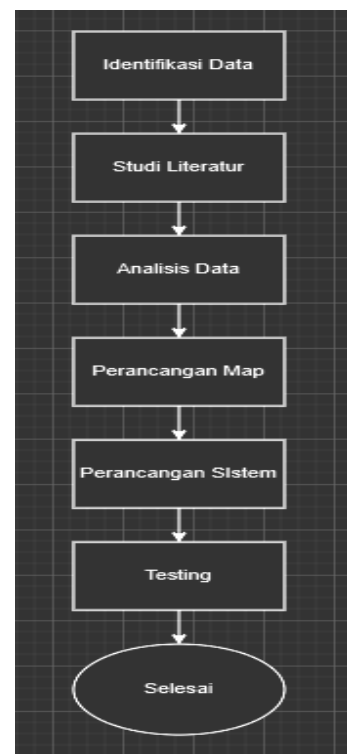 Identifikasi Data
Studi Literatur
Analisis Data
Perancangan Map
Perancangan SIstem
Testing
Selesai